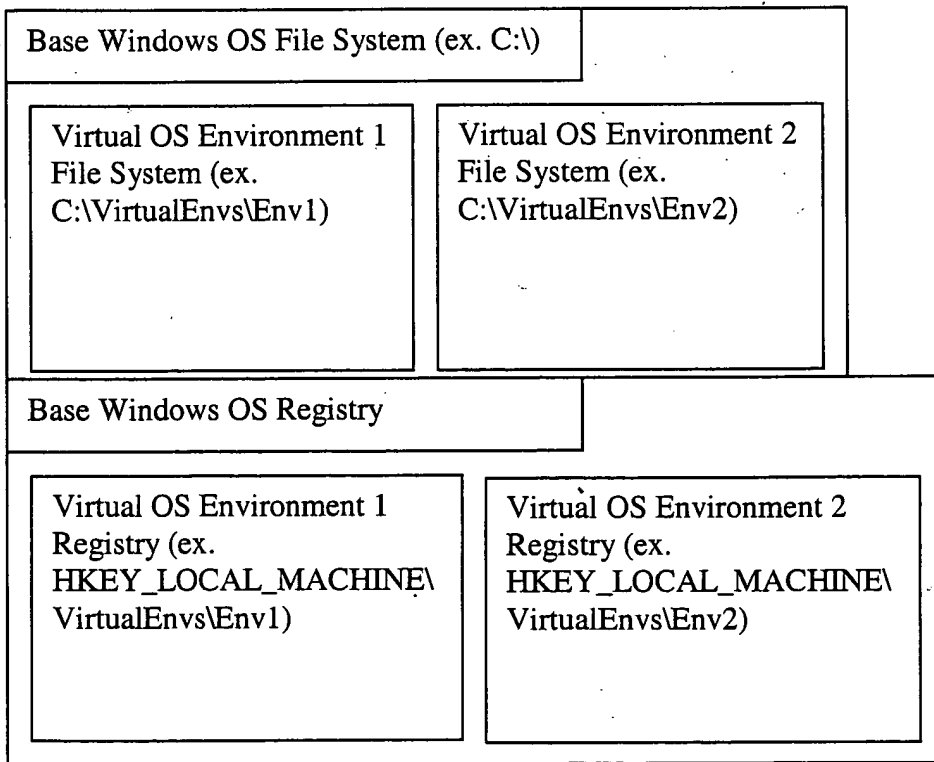 Base Windows OS File System (ex. C:\)
Virtual OS Environment 1
File System (ex.
C:\VirtualEnvs\Env1)
Virtual OS Environment 2
File System (ex.
C:\VirtualEnvs\Env2)
Base Windows OS Registry
Virtual OS Environment 1
Registry (ex.
HKEY_LOCAL_MACHINE\
VirtualEnvs\Env1)
Virtual OS Environment 2
Registry (ex.
HKEY_LOCAL_MACHINE\
VirtualEnvs\Env2)